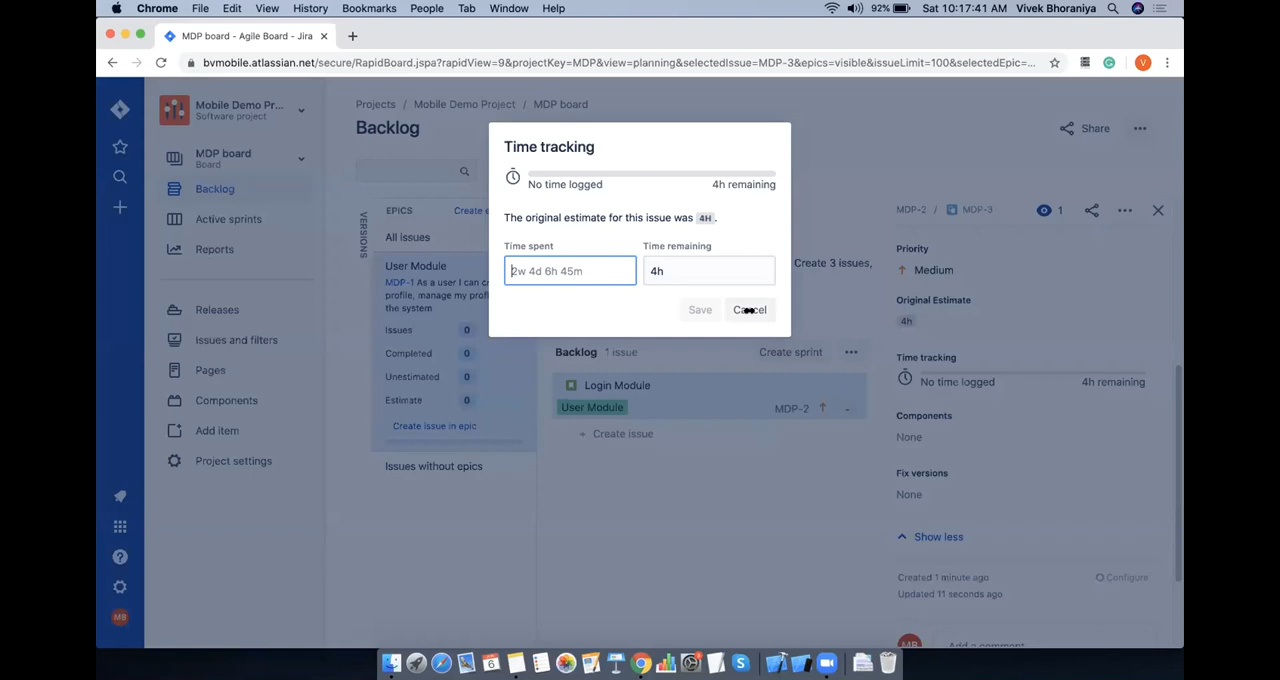 Chrome File Edit View History Bookmarks People Tab Window Help 92% Sat 10:17:41 AM Vivek Bhoraniya
MDP board - Agile Board - Jira
bvmobile.atlassian.net/secure/RapidBoard.jspa?rapidView=9&projectKey=MDP&view=planning&selectedIssue=MDP-3&epics=visible&issueLimit=100&selectedEpic=...
V
Mobile Demo Pr...
Software project
MDP board
Board
Backlog
Active sprints
Reports
Releases
Issues and filters
Pages
Components
Add item
Project settings
MB
Projects / Mobile Demo Project / MDP board
Backlog
Share
VERSIONS
EPICS
Create e
All issues
User Module
MDP-1 As a user I can cr
profile, manage my profi
the system
Issues 0
Completed 0
Unestimated 0
Estimate 0
Create issue in epic
Issues without epics
Time tracking
No time logged 4h remaining
The original estimate for this issue was 4H.
Time spent Time remaining
2w 4d 6h 45m 4h
Save Cancel
Create 3 issues,
Backlog 1 issue Create sprint
Login Module
User Module MDP-2 -
+ Create issue
MDP-2 / MDP-3 1
Priority
Medium
Original Estimate
4h
Time tracking
No time logged 4h remaining
Components
None
Fix versions
None
Show less
Created 1 minute ago Configure
Updated 11 seconds ago
MB Add a comment
6